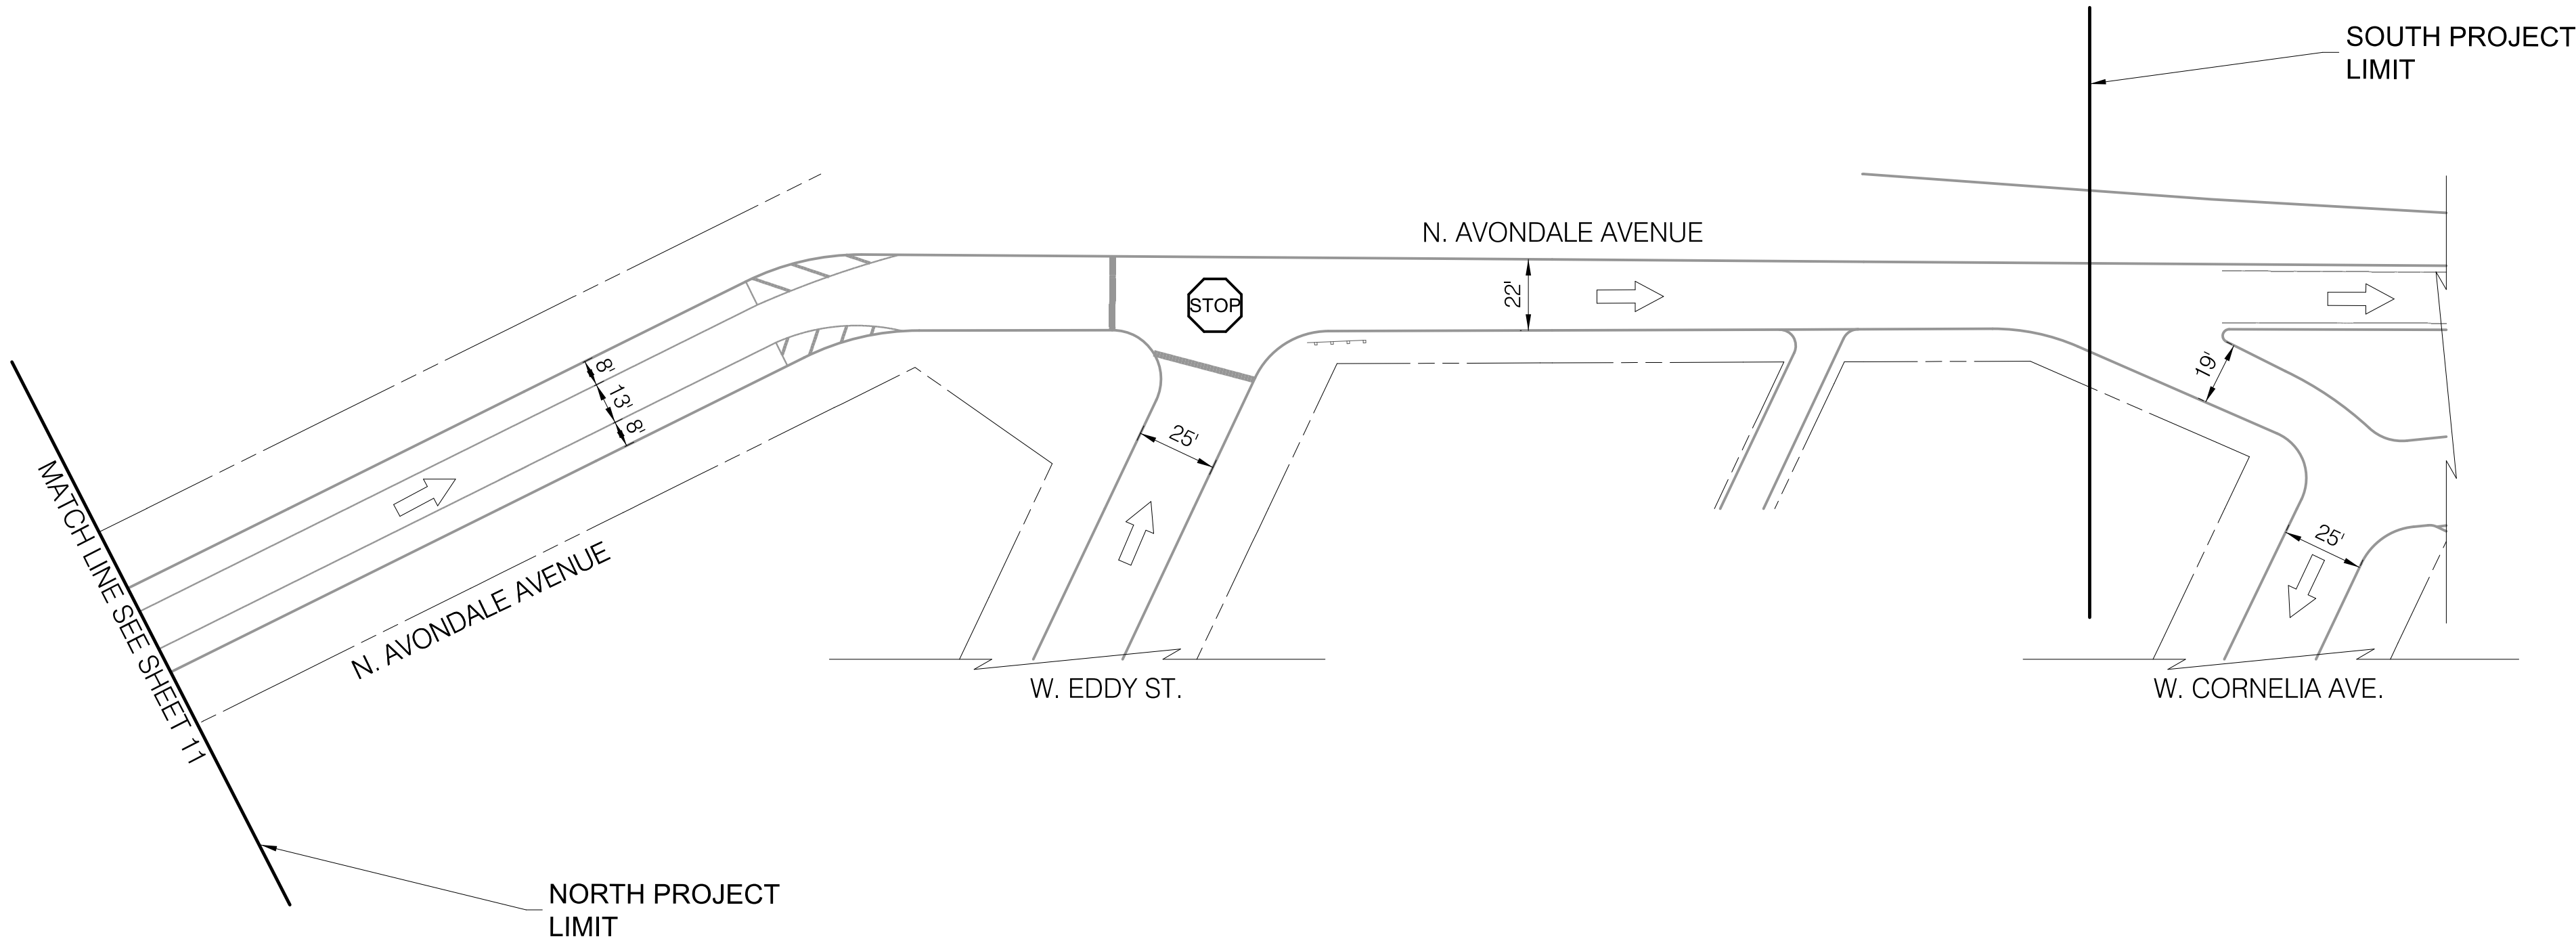 SOUTH PROJECT
LIMIT
N. AVONDALE AVENUE
STOP
22'
19'
8'
13'
8'
25'
25'
MATCH LINE SEE SHEET 11
N. AVONDALE AVENUE
W. EDDY ST.
W. CORNELIA AVE.
NORTH PROJECT
LIMIT